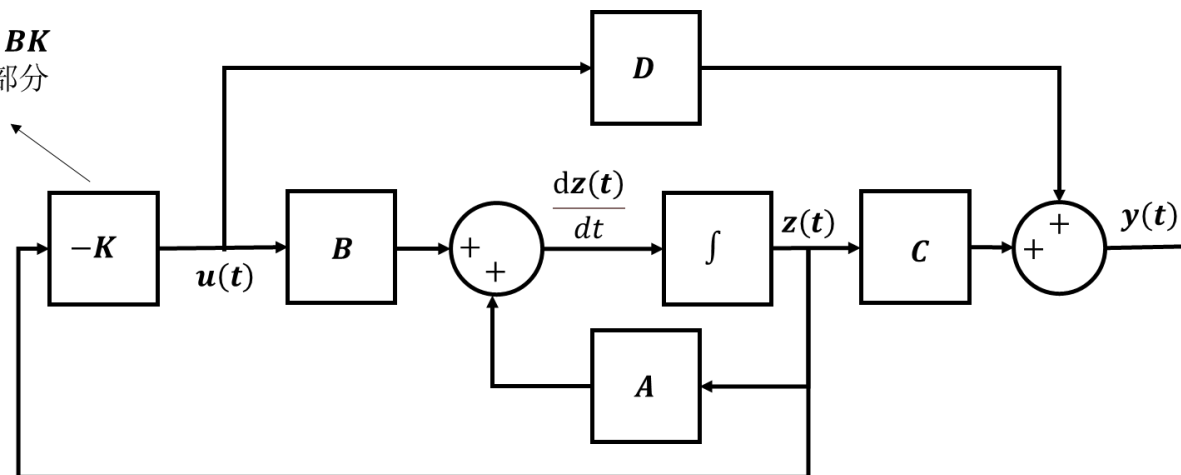 BK
部分
D
dz(t)
dt
z(t)
y(t)
−K
u(t)
B
+
+
∫
C
+
+
A